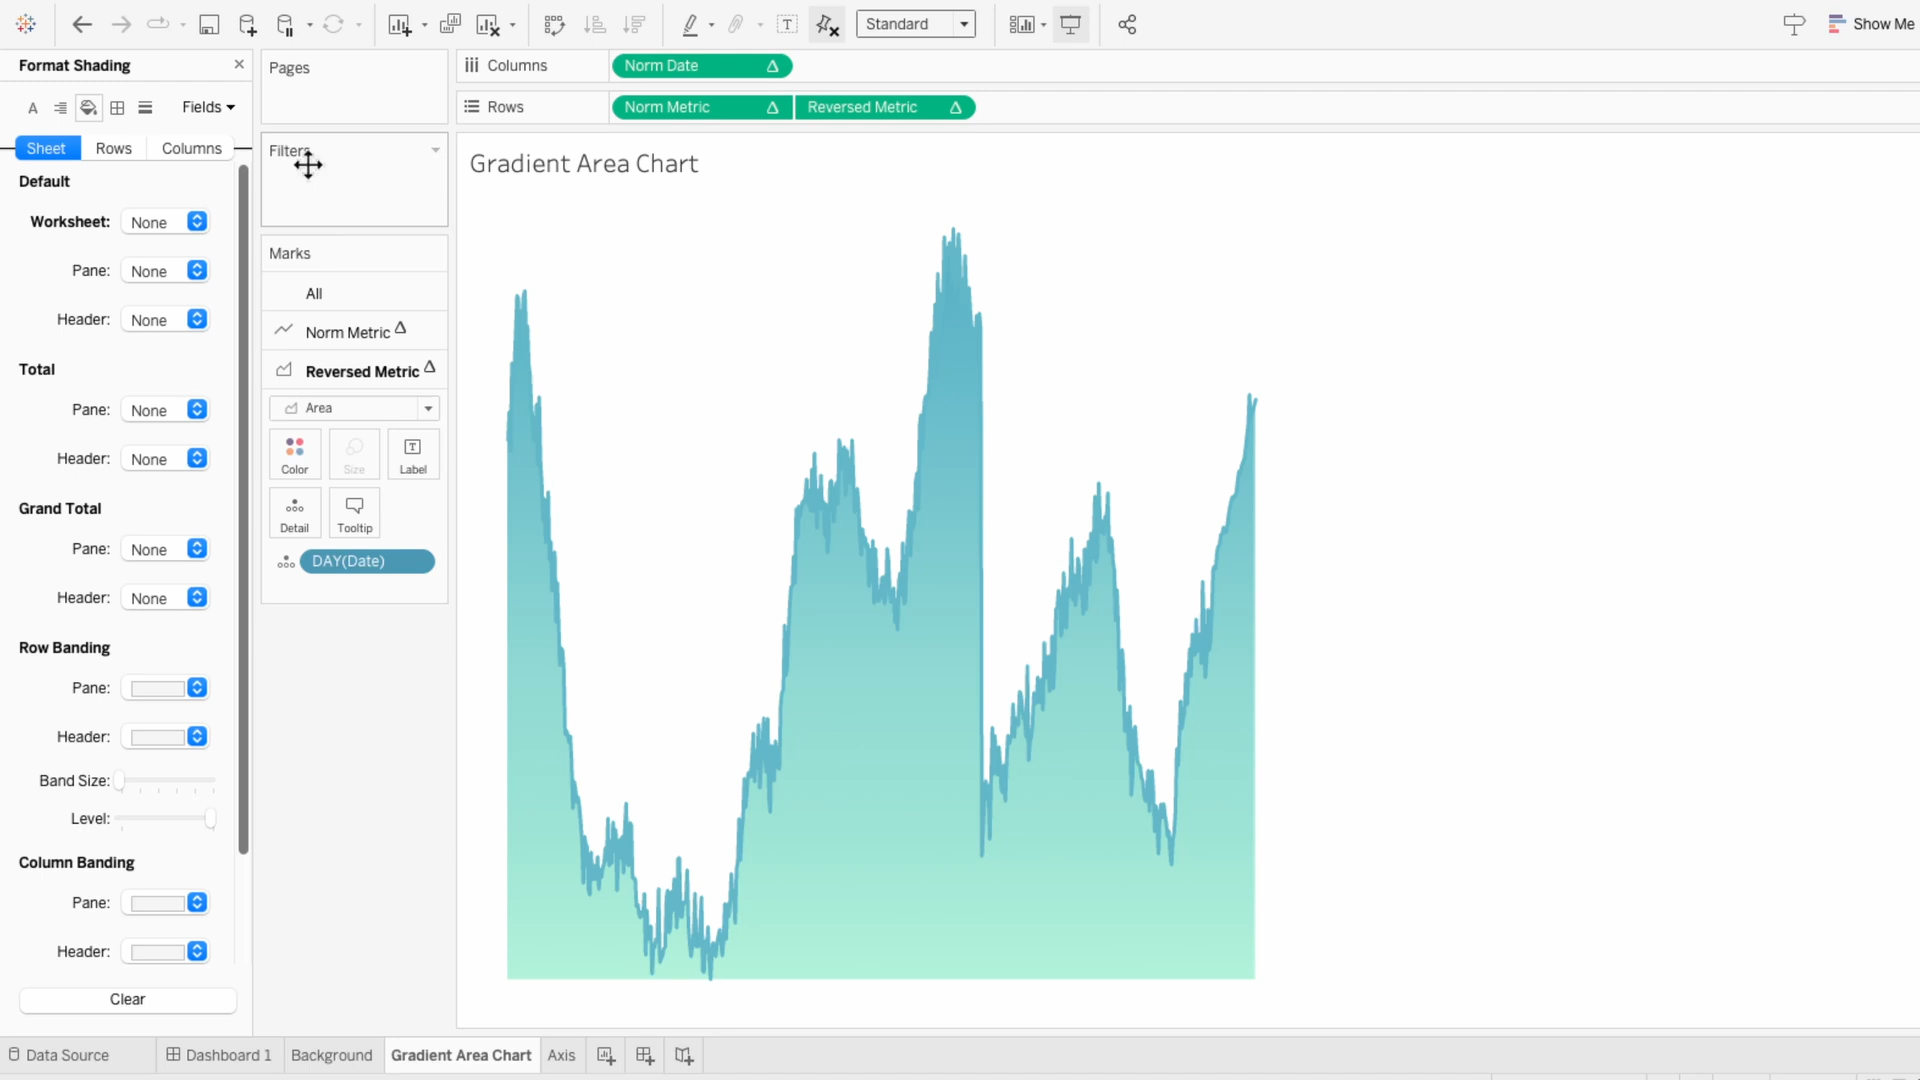 Standard
Show Me
Format Shading
Fields
Sheet
Rows
Columns
Default
Worksheet: None
Pane: None
Header: None
Total
Pane: None
Header: None
Grand Total
Pane: None
Header: None
Row Banding
Pane:
Header:
Band Size:
Level:
Column Banding
Pane:
Header:
Clear
Pages
Filters
Marks
All
Norm Metric
Reversed Metric
Area
Color
Size
Label
Detail
Tooltip
DAY(Date)
Columns
Norm Date
Rows
Norm Metric
Reversed Metric
Gradient Area Chart
Data Source
Dashboard 1
Background
Gradient Area Chart
Axis